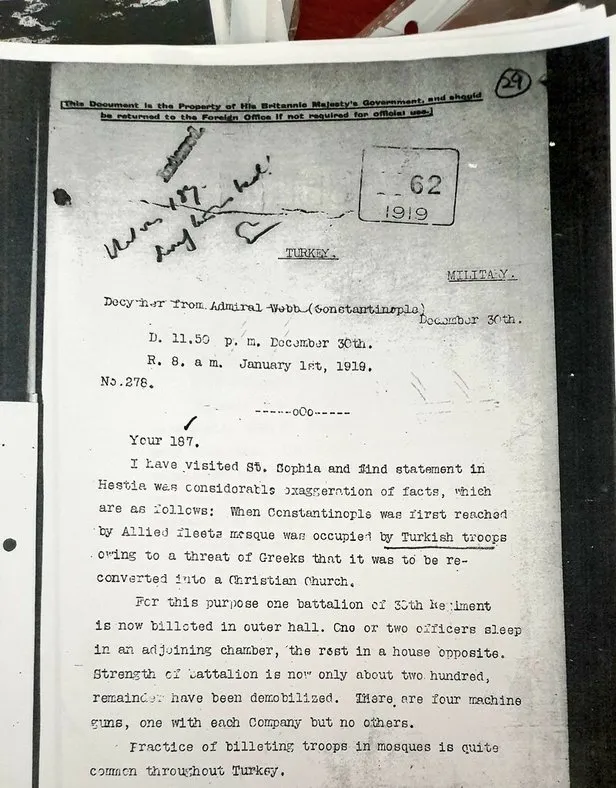 29
[This Document is the Property of His Britannic Majesty's Government, and should
be returned to the Foreign Office if not required for official use.]
62
1919
187.
TURKEY.
MILITARY.
Decypher from Admiral Webb (Constantinople)
December 30th.
D. 11.50 p. m. December 30th.
R. 8. a m. January 1st, 1919.
No.278.
-----oOo-----
Your 187.
I have visited St. Sophia and find statement in
Hestia was considerable exaggeration of facts, which
are as follows: When Constantinople was first reached
by Allied fleets mosque was occupied by Turkish troops
owing to a threat of Greeks that it was to be re-
converted into a Christian Church.
For this purpose one battalion of Regiment
is now billeted in outer hall. One or two officers sleep
in an adjoining chamber, the rest in a house opposite.
Strength of battalion is now only about two hundred,
remainder have been demobilized. There are four machine
guns, one with each Company but no others.
Practice of billeting troops in mosques is quite
common throughout Turkey.